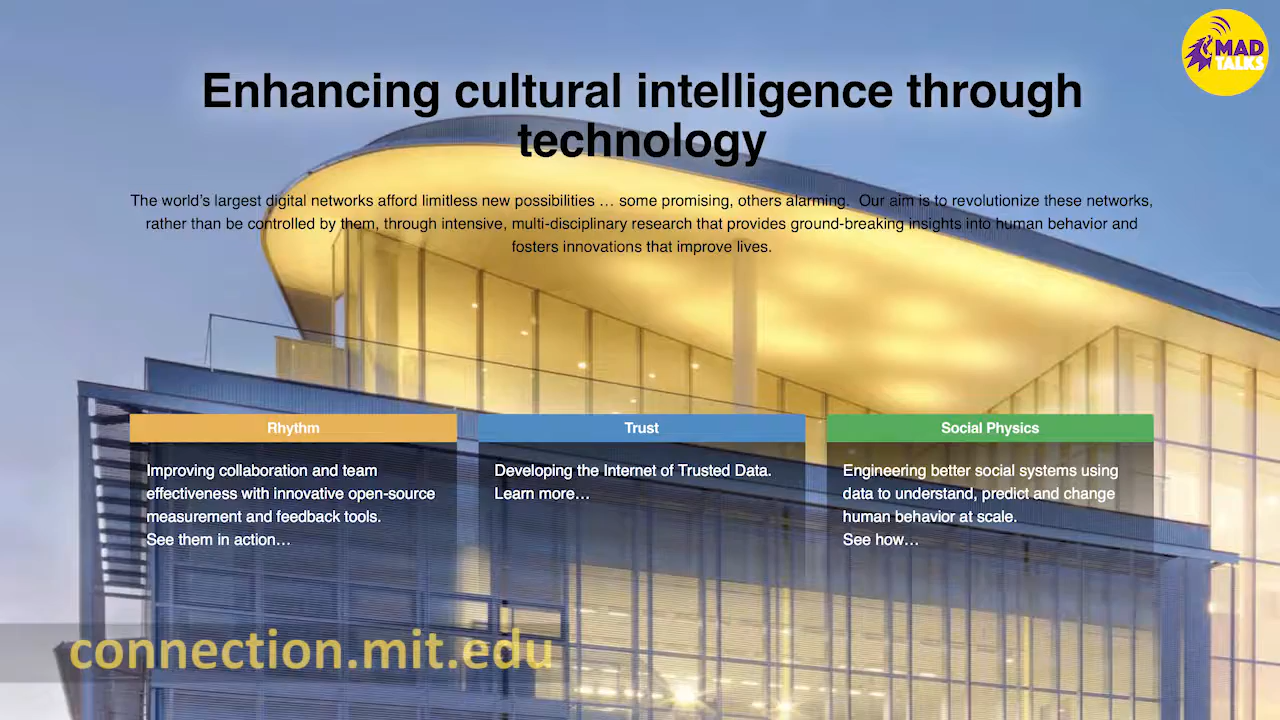 MAD
TALKS
Enhancing cultural intelligence through
technology
The world's largest digital networks afford limitless new possibilities … some promising, others alarming.  Our aim is to revolutionize these networks,
rather than be controlled by them, through intensive, multi-disciplinary research that provides ground-breaking insights into human behavior and
fosters innovations that improve lives.
Rhythm
Improving collaboration and team
effectiveness with innovative open-source
measurement and feedback tools.
See them in action…
Trust
Developing the Internet of Trusted Data.
Learn more…
Social Physics
Engineering better social systems using
data to understand, predict and change
human behavior at scale.
See how…
connection.mit.edu